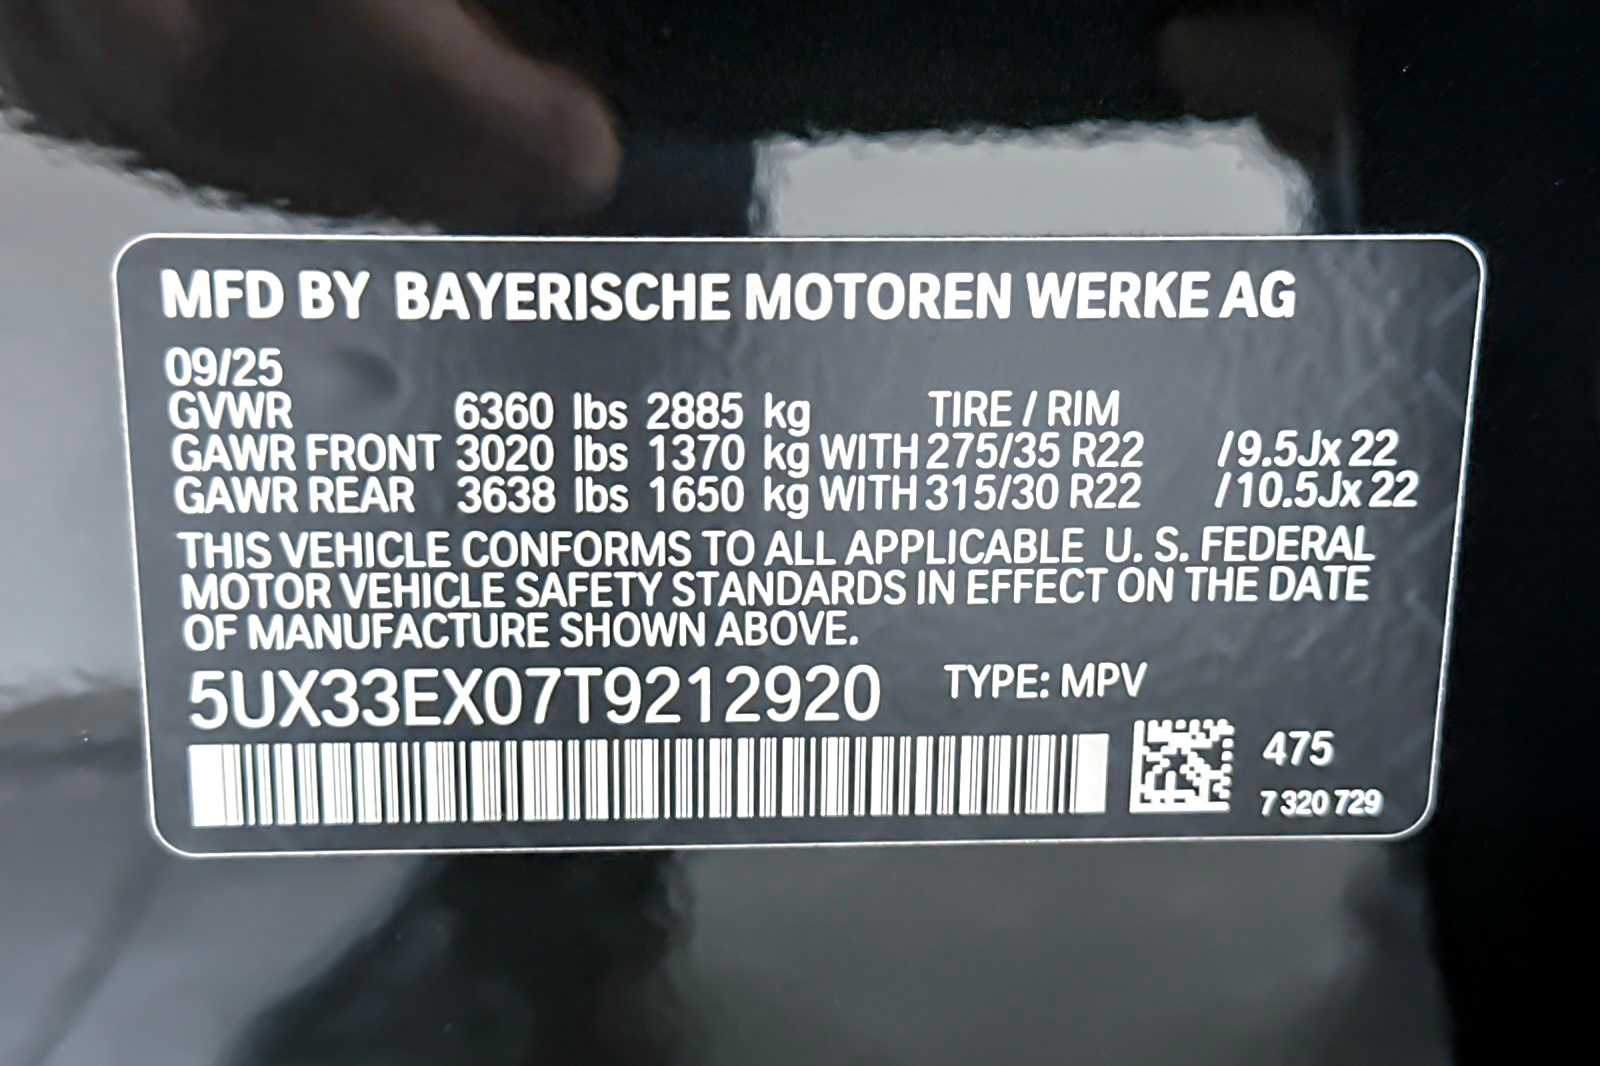 MFD BY BAYERISCHE MOTOREN WERKE AG
09/25
GVWR 6360 lbs 2885 kg TIRE / RIM
GAWR FRONT 3020 lbs 1370 kg WITH 275/35 R22 /9.5Jx 22
GAWR REAR 3638 lbs 1650 kg WITH 315/30 R22 /10.5Jx 22
THIS VEHICLE CONFORMS TO ALL APPLICABLE U. S. FEDERAL
MOTOR VEHICLE SAFETY STANDARDS IN EFFECT ON THE DATE
OF MANUFACTURE SHOWN ABOVE.
5UX33EX07T9212920 TYPE: MPV
475
7 320 729